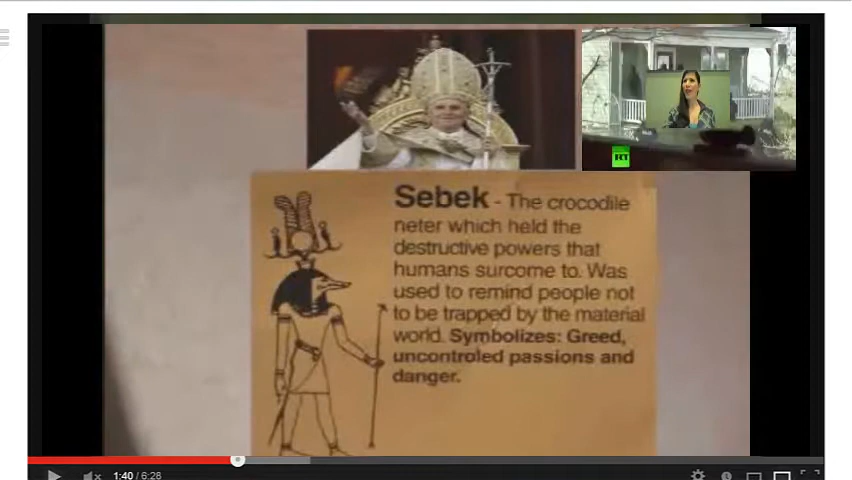 RT
Sebek - The crocodile
neter which held the
destructive powers that
humans surcome to. Was
used to remind people not
to be trapped by the material
world. Symbolizes: Greed,
uncontroled passions and
danger.
1:40 / 6:28